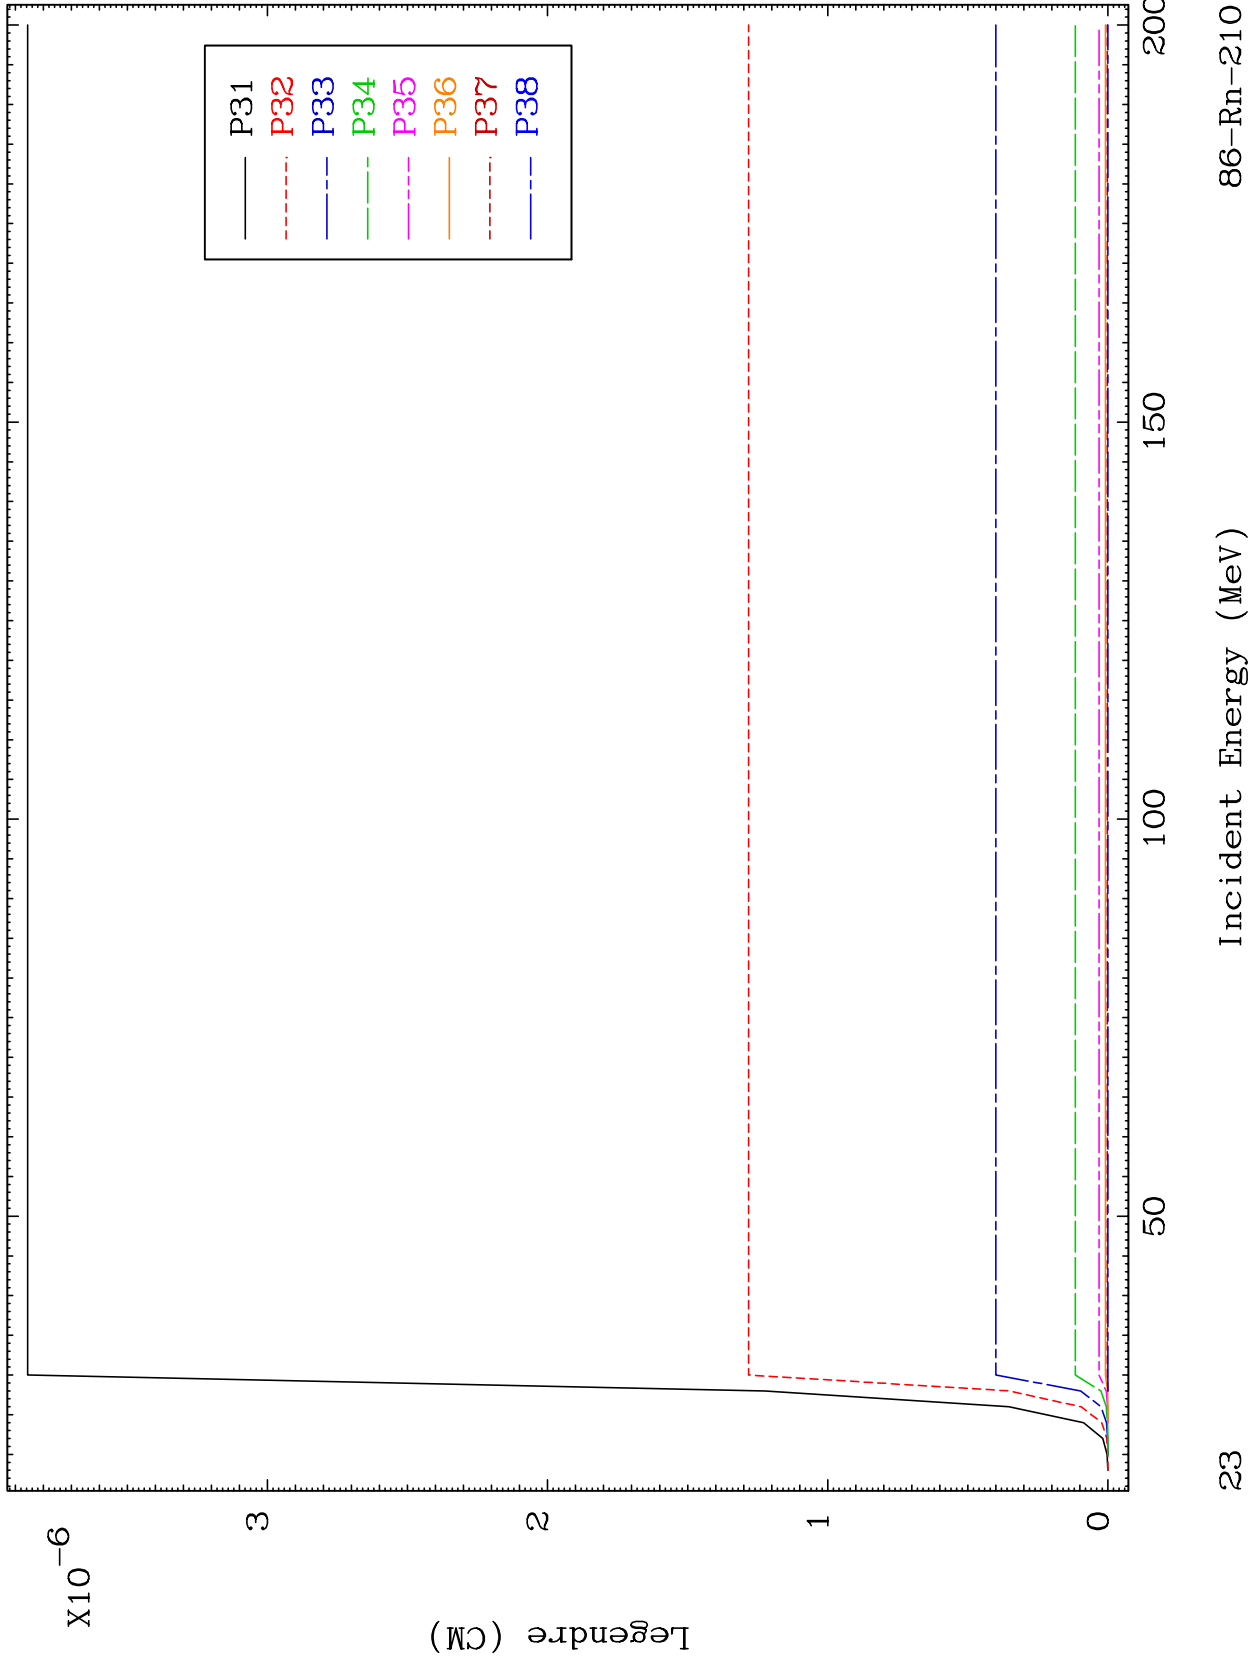 X10-6
3
2
1
0
Legendre (CM)
P31
P32
P33
P34
P35
P36
P37
P38
50
100
150
200
Incident Energy (MeV)
23
86-Rn-210